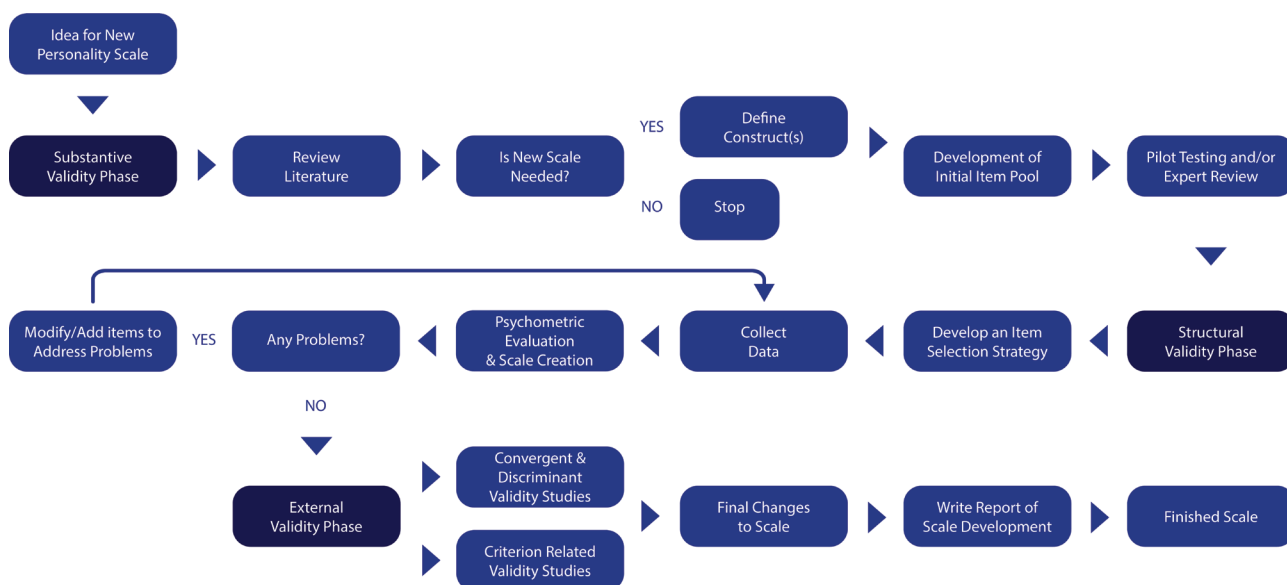 Idea for New
Personality Scale
Substantive
Validity Phase
Review
Literature
Is New Scale
Needed?
YES
Define
Construct(s)
NO
Stop
Development of
Initial Item Pool
Pilot Testing and/or
Expert Review
Structural
Validity Phase
Develop an Item
Selection Strategy
Collect
Data
Psychometric
Evaluation
& Scale Creation
Any Problems?
YES
Modify/Add items to
Address Problems
NO
External
Validity Phase
Convergent &
Discriminant
Validity Studies
Criterion Related
Validity Studies
Final Changes
to Scale
Write Report of
Scale Development
Finished Scale